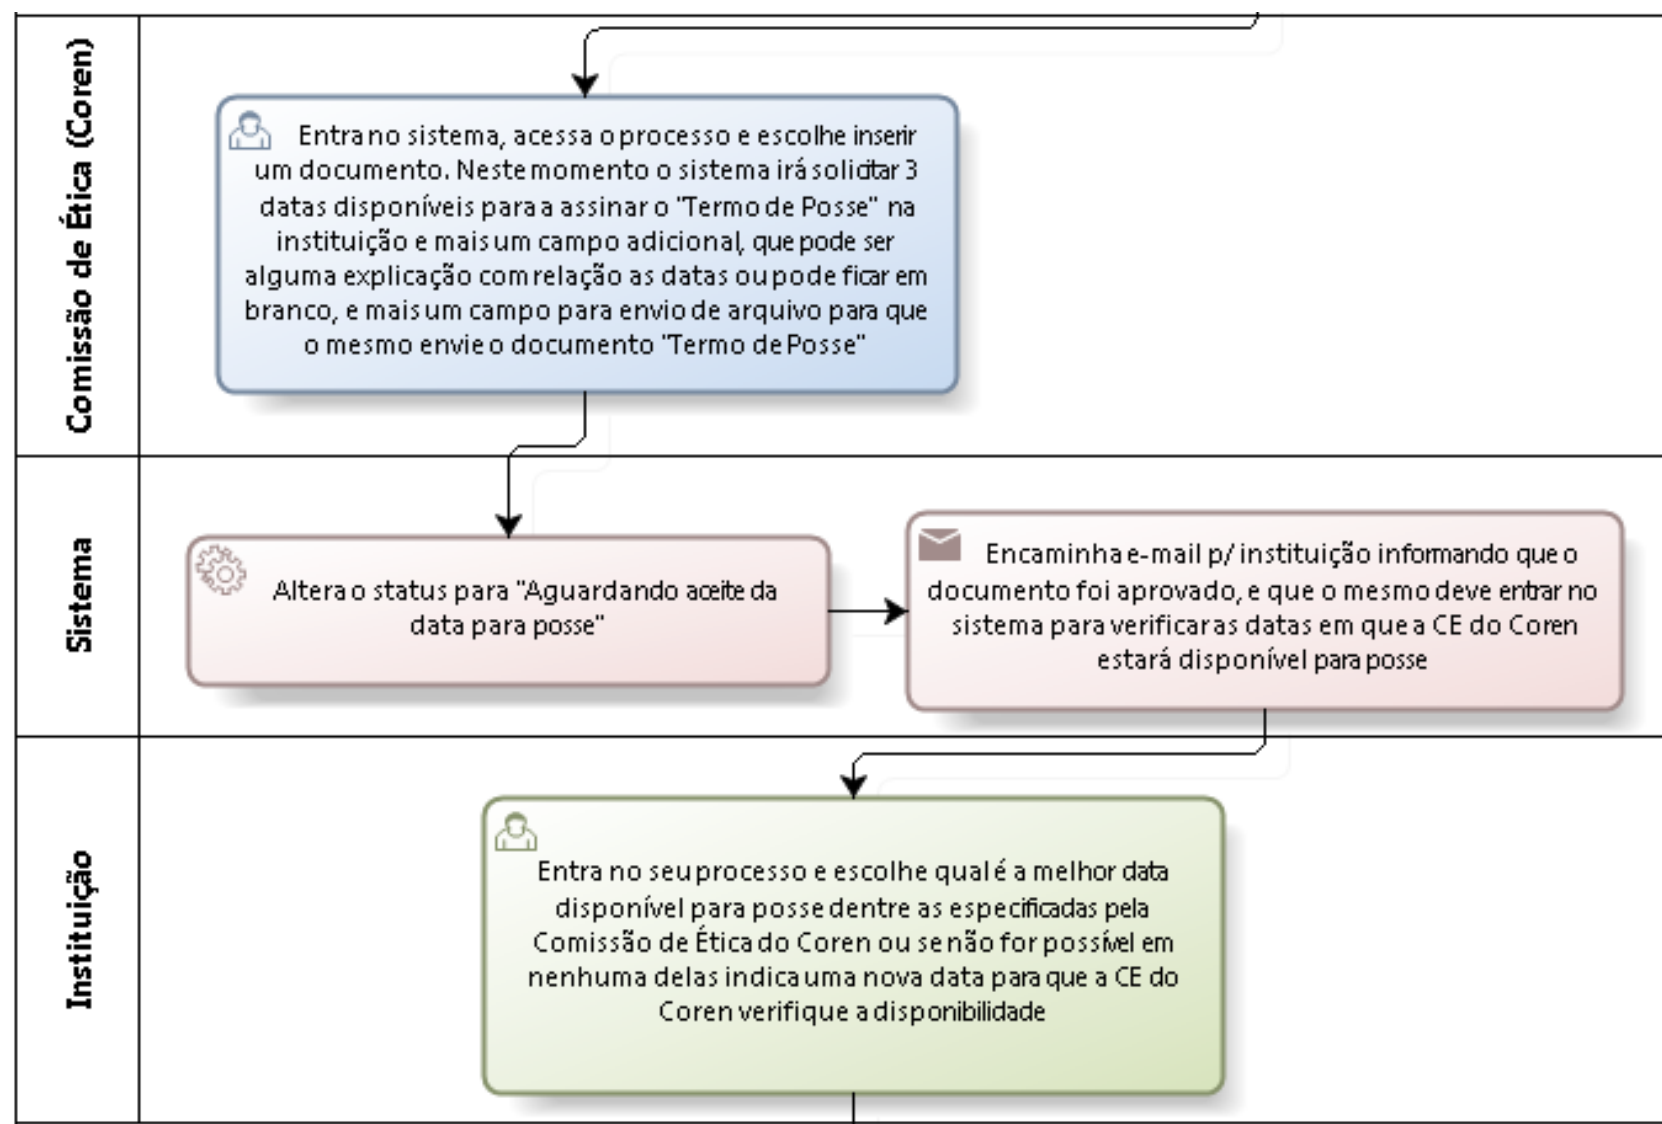 Comissão de Ética (Coren)
Entra no sistema, acessa o processo e escolhe inserir
um documento. Neste momento o sistema irá solicitar 3
datas disponíveis para a assinar o "Termo de Posse" na
instituição e mais um campo adicional, que pode ser
alguma explicação com relação as datas ou pode ficar em
branco, e mais um campo para envio de arquivo para que
o mesmo envie o documento "Termo de Posse"
Sistema
Altera o status para "Aguardando aceite da
data para posse"
Encaminha e-mail p/ instituição informando que o
documento foi aprovado, e que o mesmo deve entrar no
sistema para verificar as datas em que a CE do Coren
estará disponível para posse
Instituição
Entra no seu processo e escolhe qual é a melhor data
disponível para posse dentre as especificadas pela
Comissão de Ética do Coren ou se não for possível em
nenhuma delas indica uma nova data para que a CE do
Coren verifique a disponibilidade